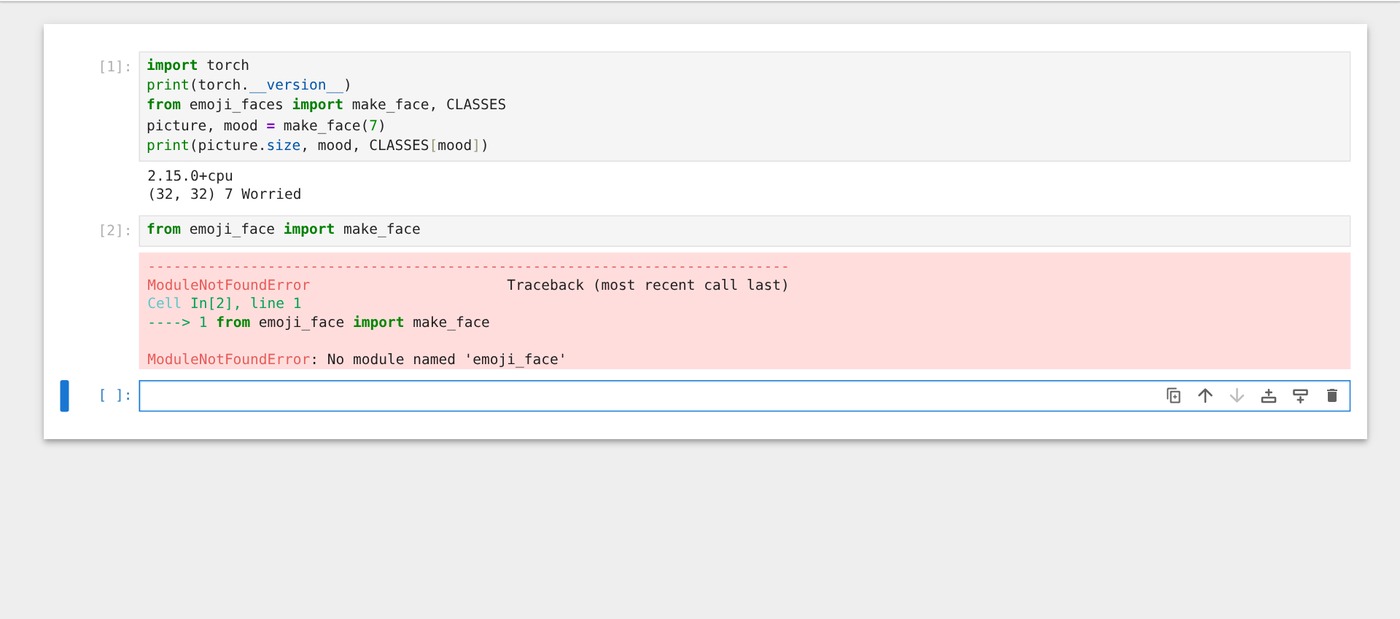 [1]:
import torch
print(torch.__version__)
from emoji_faces import make_face, CLASSES
picture, mood = make_face(7)
print(picture.size, mood, CLASSES[mood])
2.15.0+cpu
(32, 32) 7 Worried
[2]:
from emoji_face import make_face
---------------------------------------------------------------------------
ModuleNotFoundError                       Traceback (most recent call last)
Cell In[2], line 1
----> 1 from emoji_face import make_face
ModuleNotFoundError: No module named 'emoji_face'
[ ]: